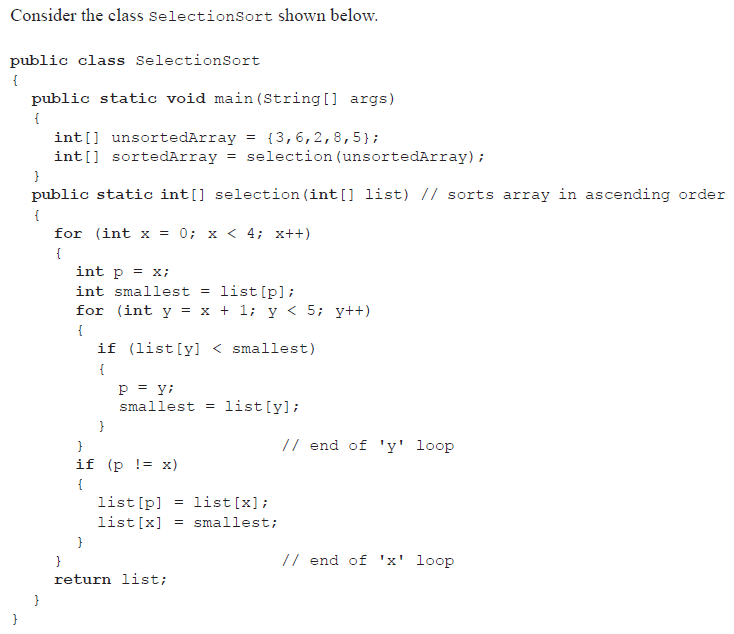 Consider the class SelectionSort shown below.
public class SelectionSort
{
public static void main(String[] args)
{
int[] unsortedArray = {3,6,2,8,5};
int[] sortedArray = selection(unsortedArray);
}
public static int[] selection(int[] list) // sorts array in ascending order
{
for (int x = 0; x < 4; x++)
{
int p = x;
int smallest = list[p];
for (int y = x + 1; y < 5; y++)
{
if (list[y] < smallest)
{
p = y;
smallest = list[y];
}
} // end of 'y' loop
if (p != x)
{
list[p] = list[x];
list[x] = smallest;
}
} // end of 'x' loop
return list;
}
}